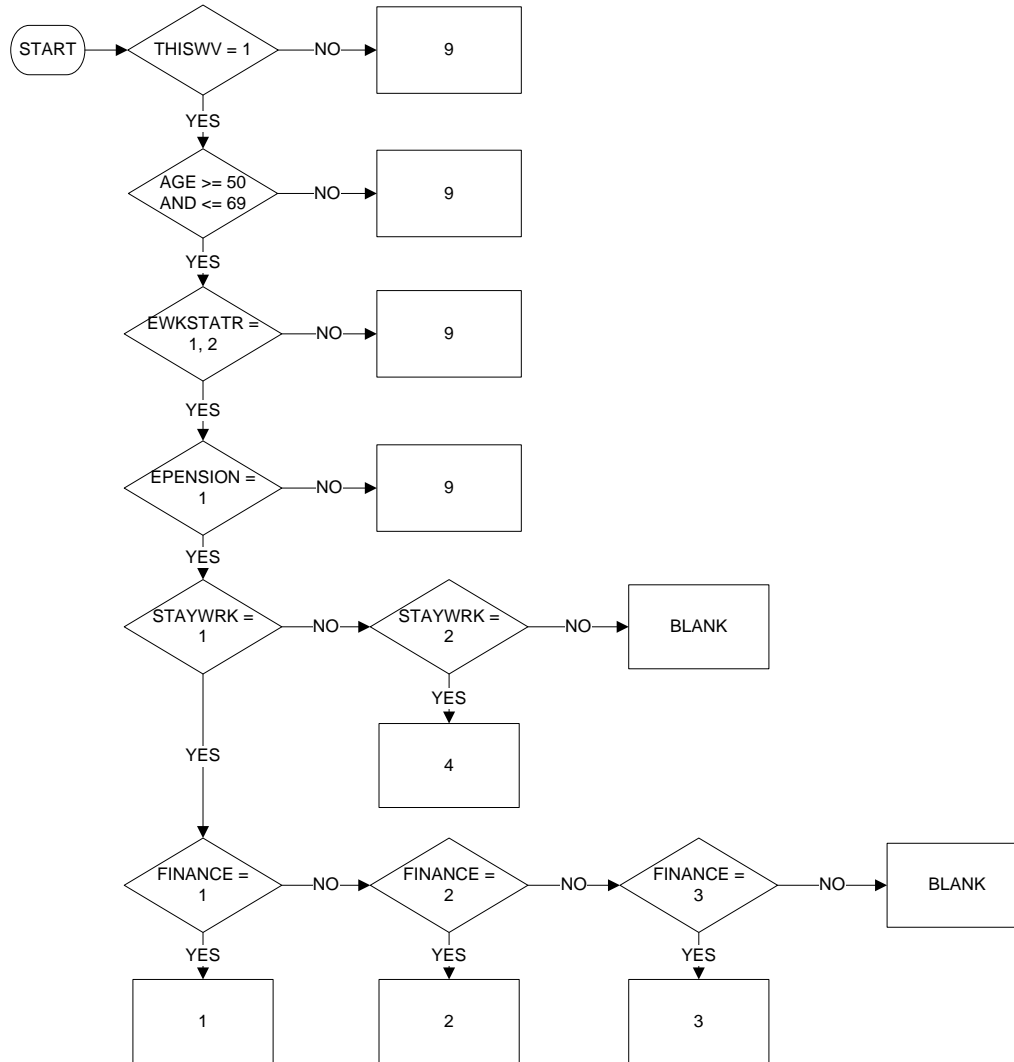 START
THISWV = 1
NO
9
YES
AGE >= 50
AND <= 69
NO
9
YES
EWKSTATR =
1, 2
NO
9
YES
EPENSION =
1
NO
9
YES
STAYWRK =
1
NO
STAYWRK =
2
NO
BLANK
YES
4
YES
FINANCE =
1
NO
FINANCE =
2
NO
FINANCE =
3
NO
BLANK
YES
YES
YES
1
2
3